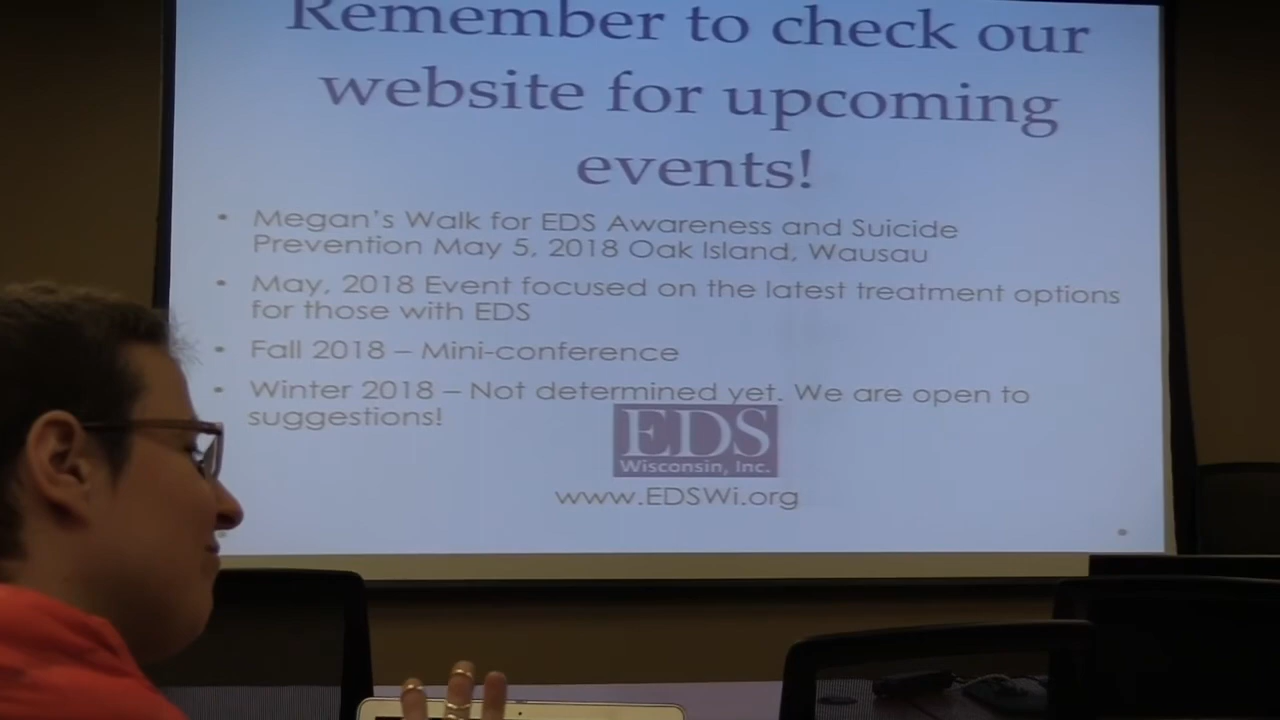 Remember to check our
website for upcoming
events!
• Megan's Walk for EDS Awareness and Suicide
Prevention May 5, 2018 Oak Island, Wausau
• May, 2018 Event focused on the latest treatment options
for those with EDS
• Fall 2018 – Mini-conference
• Winter 2018 – Not determined yet. We are open to
suggestions!
EDS
Wisconsin, Inc.
www.EDSWi.org